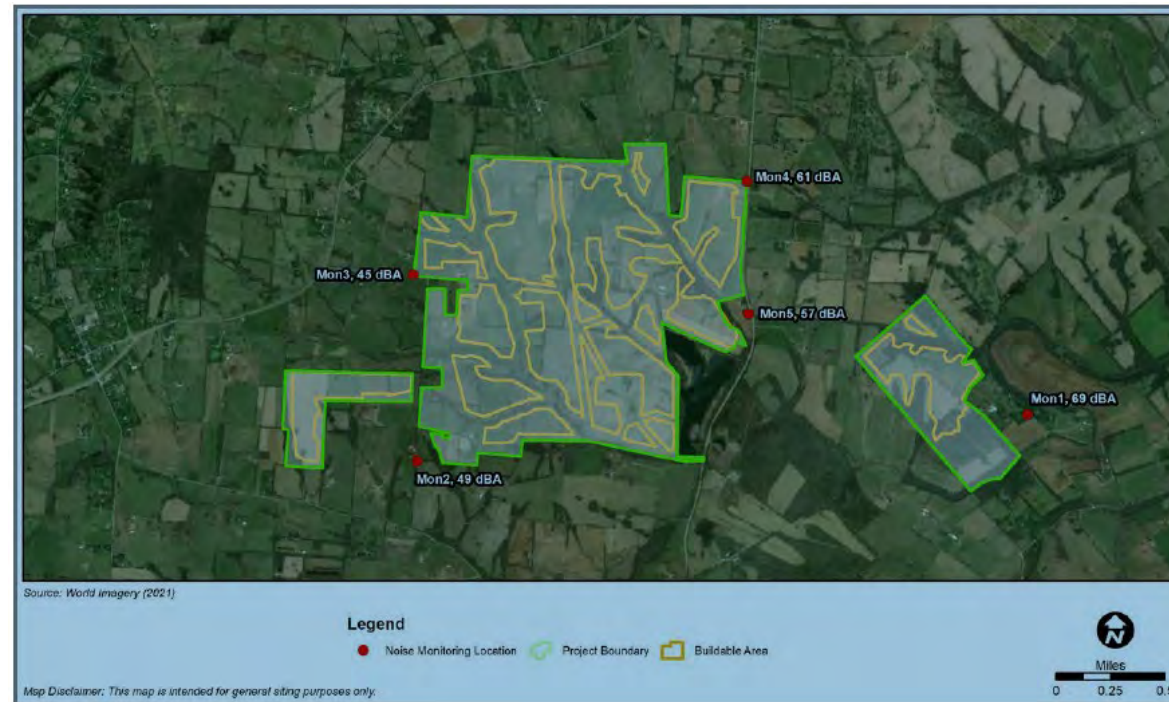 Mon4, 61 dBA
Mon3, 45 dBA
Mon5, 57 dBA
Mon1, 69 dBA
Mon2, 49 dBA
Source: World Imagery (2021)
Legend
Noise Monitoring Location Project Boundary Buildable Area
N
Miles
0 0.25 0.5
Map Disclaimer: This map is intended for general siting purposes only.